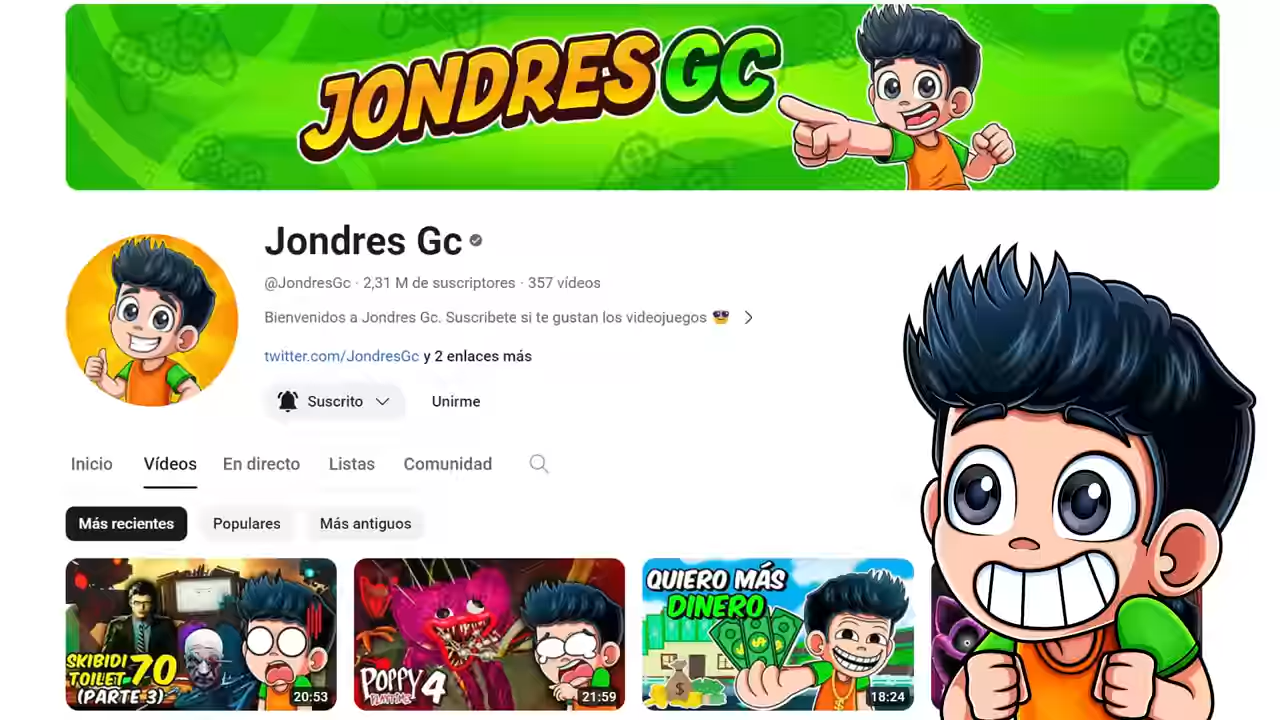 JONDRES GC
Jondres Gc
@JondresGc · 2,31 M de suscriptores · 357 vídeos
Bienvenidos a Jondres Gc. Suscribete si te gustan los videojuegos 😎
twitter.com/JondresGc y 2 enlaces más
Suscrito Unirme
Inicio Vídeos En directo Listas Comunidad
Más recientes Populares Más antiguos
SKIBIDI
TOILET 70
(PARTE 3)
20:53
POPPY
PLAYTIME 4
21:59
QUIERO MÁS
DINERO
18:24